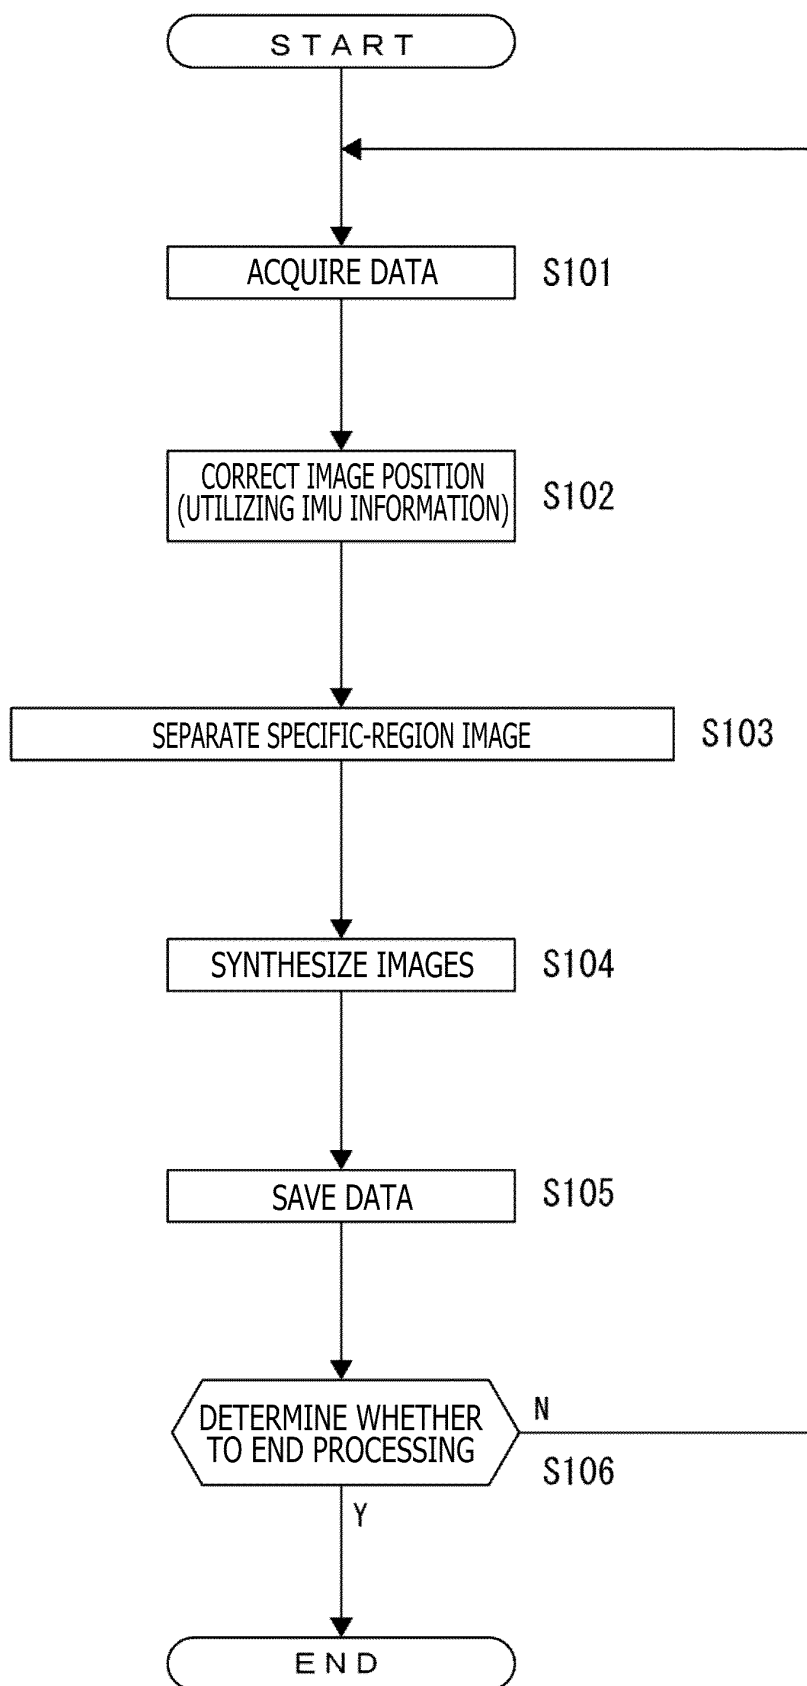 START
ACQUIRE DATA
S101
CORRECT IMAGE POSITION
(UTILIZING IMU INFORMATION)
S102
SEPARATE SPECIFIC-REGION IMAGE
S103
SYNTHESIZE IMAGES
S104
SAVE DATA
S105
DETERMINE WHETHER
TO END PROCESSING
N
S106
Y
END